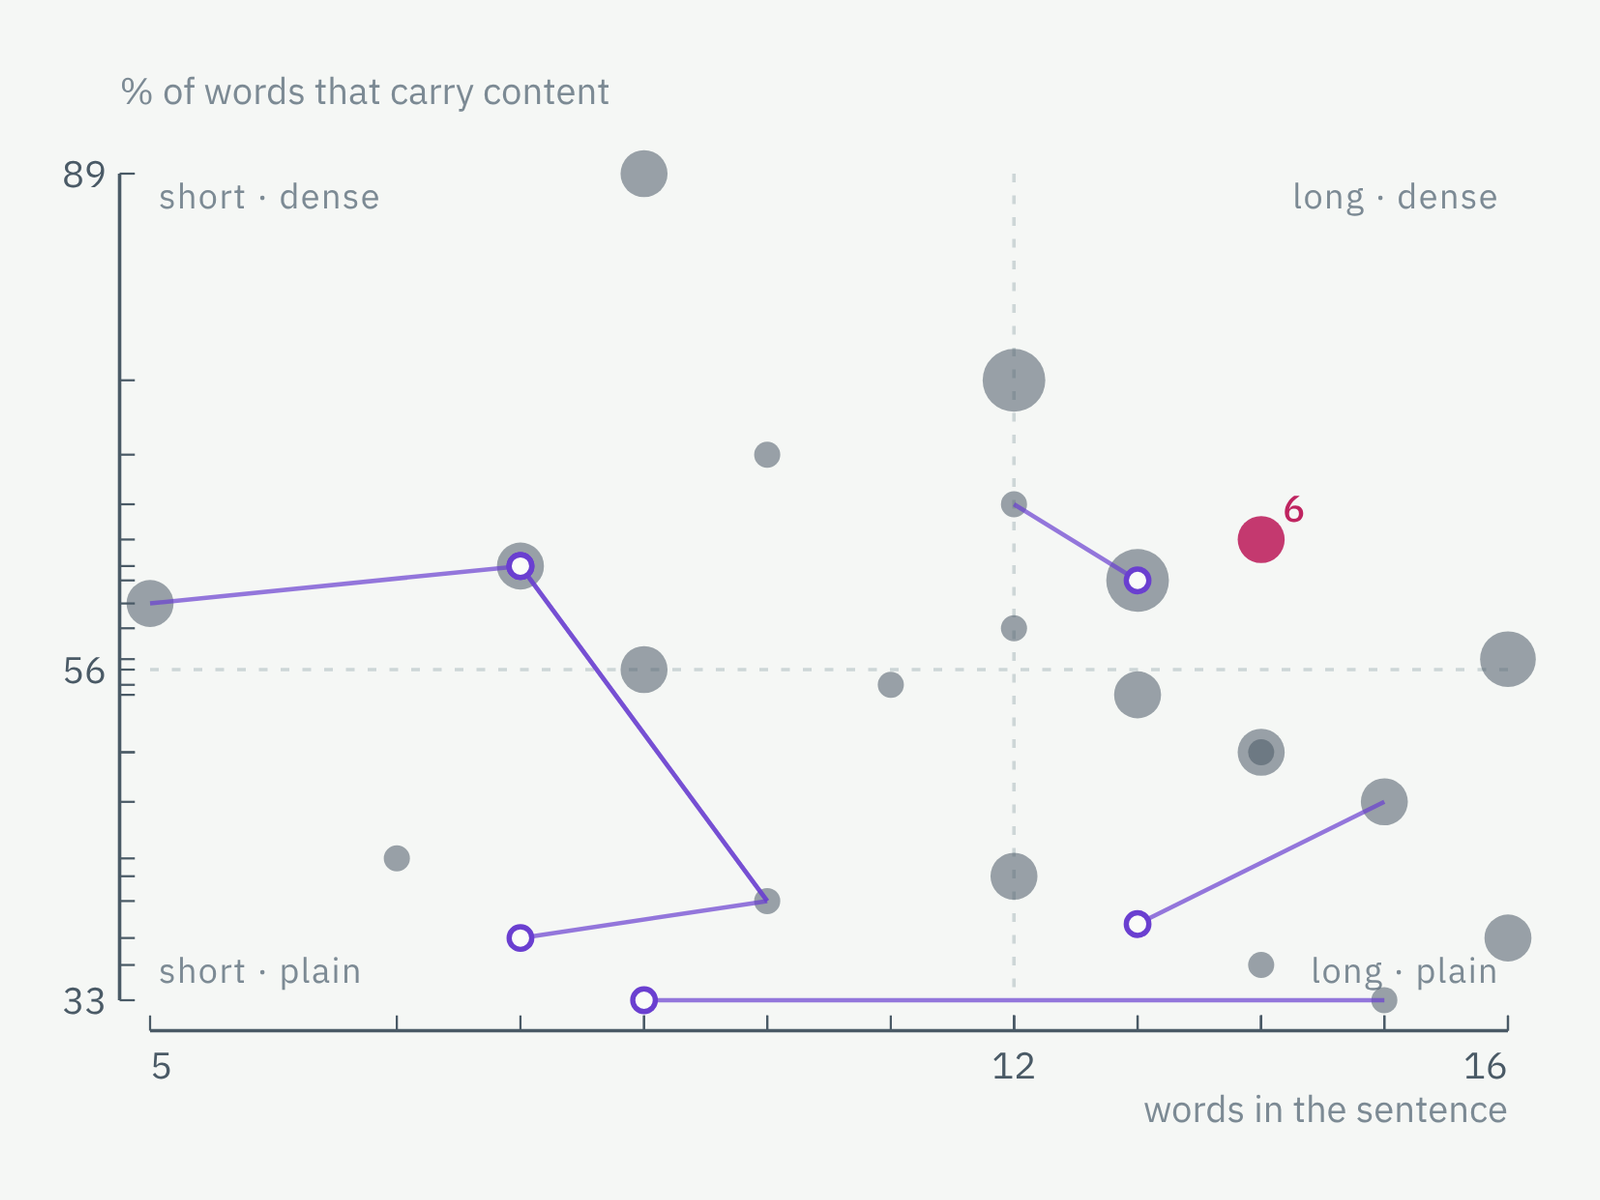 % of words that carry content
89
short · dense
long · dense
6
56
short · plain
long · plain
33
5
12
16
words in the sentence